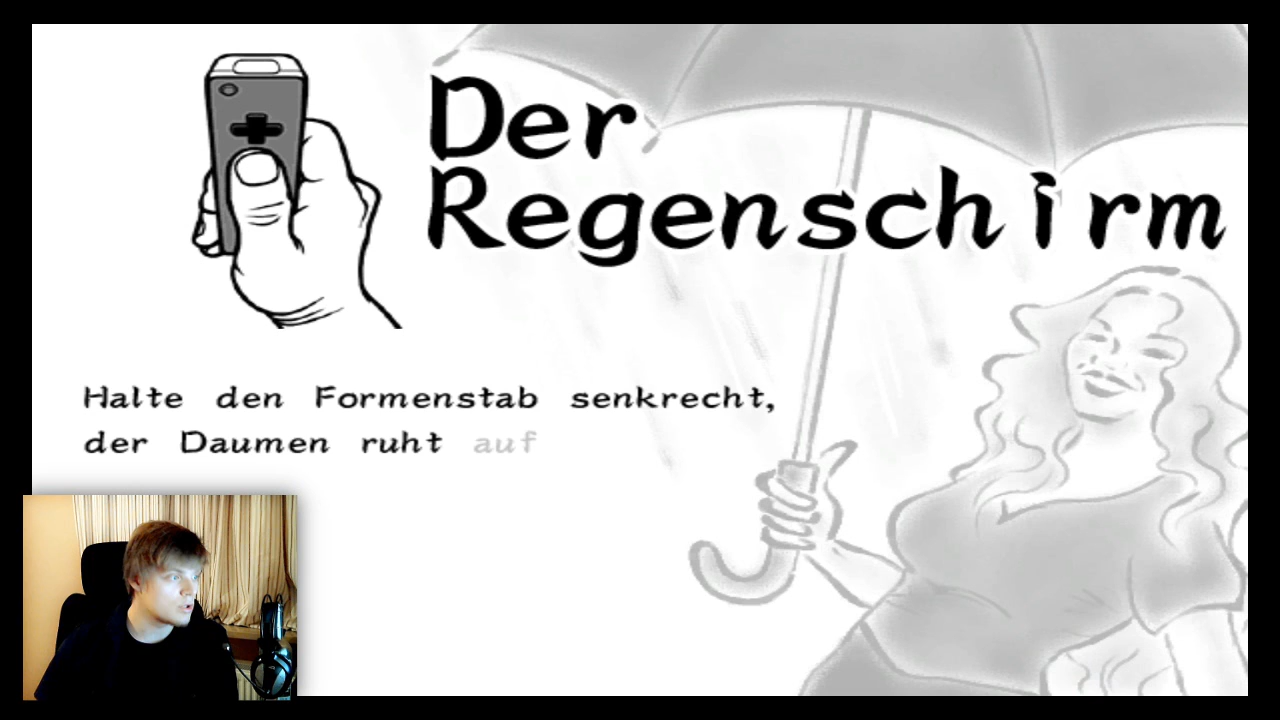 Der
Regenschirm
Halte den Formenstab senkrecht,
der Daumen ruht auf